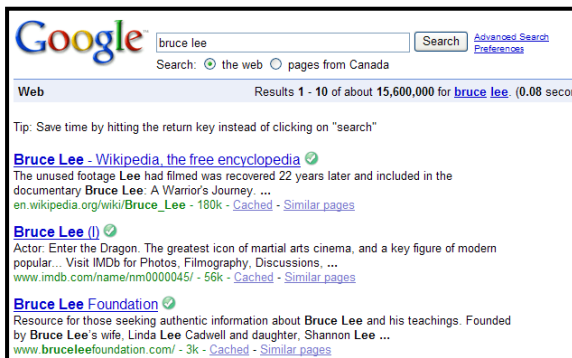 Google
bruce lee Search Advanced Search
Preferences
Search: the web pages from Canada
Web Results 1 - 10 of about 15,600,000 for bruce lee. (0.08 secon
Tip: Save time by hitting the return key instead of clicking on "search"
Bruce Lee - Wikipedia, the free encyclopedia
The unused footage Lee had filmed was recovered 22 years later and included in the
documentary Bruce Lee: A Warrior's Journey. ...
en.wikipedia.org/wiki/Bruce_Lee - 180k - Cached - Similar pages
Bruce Lee (I)
Actor: Enter the Dragon. The greatest icon of martial arts cinema, and a key figure of modern
popular... Visit IMDb for Photos, Filmography, Discussions, ...
www.imdb.com/name/nm0000045/ - 56k - Cached - Similar pages
Bruce Lee Foundation
Resource for those seeking authentic information about Bruce Lee and his teachings. Founded
by Bruce Lee's wife, Linda Lee Cadwell and daughter, Shannon Lee ...
www.bruceleefoundation.com/ - 3k - Cached - Similar pages